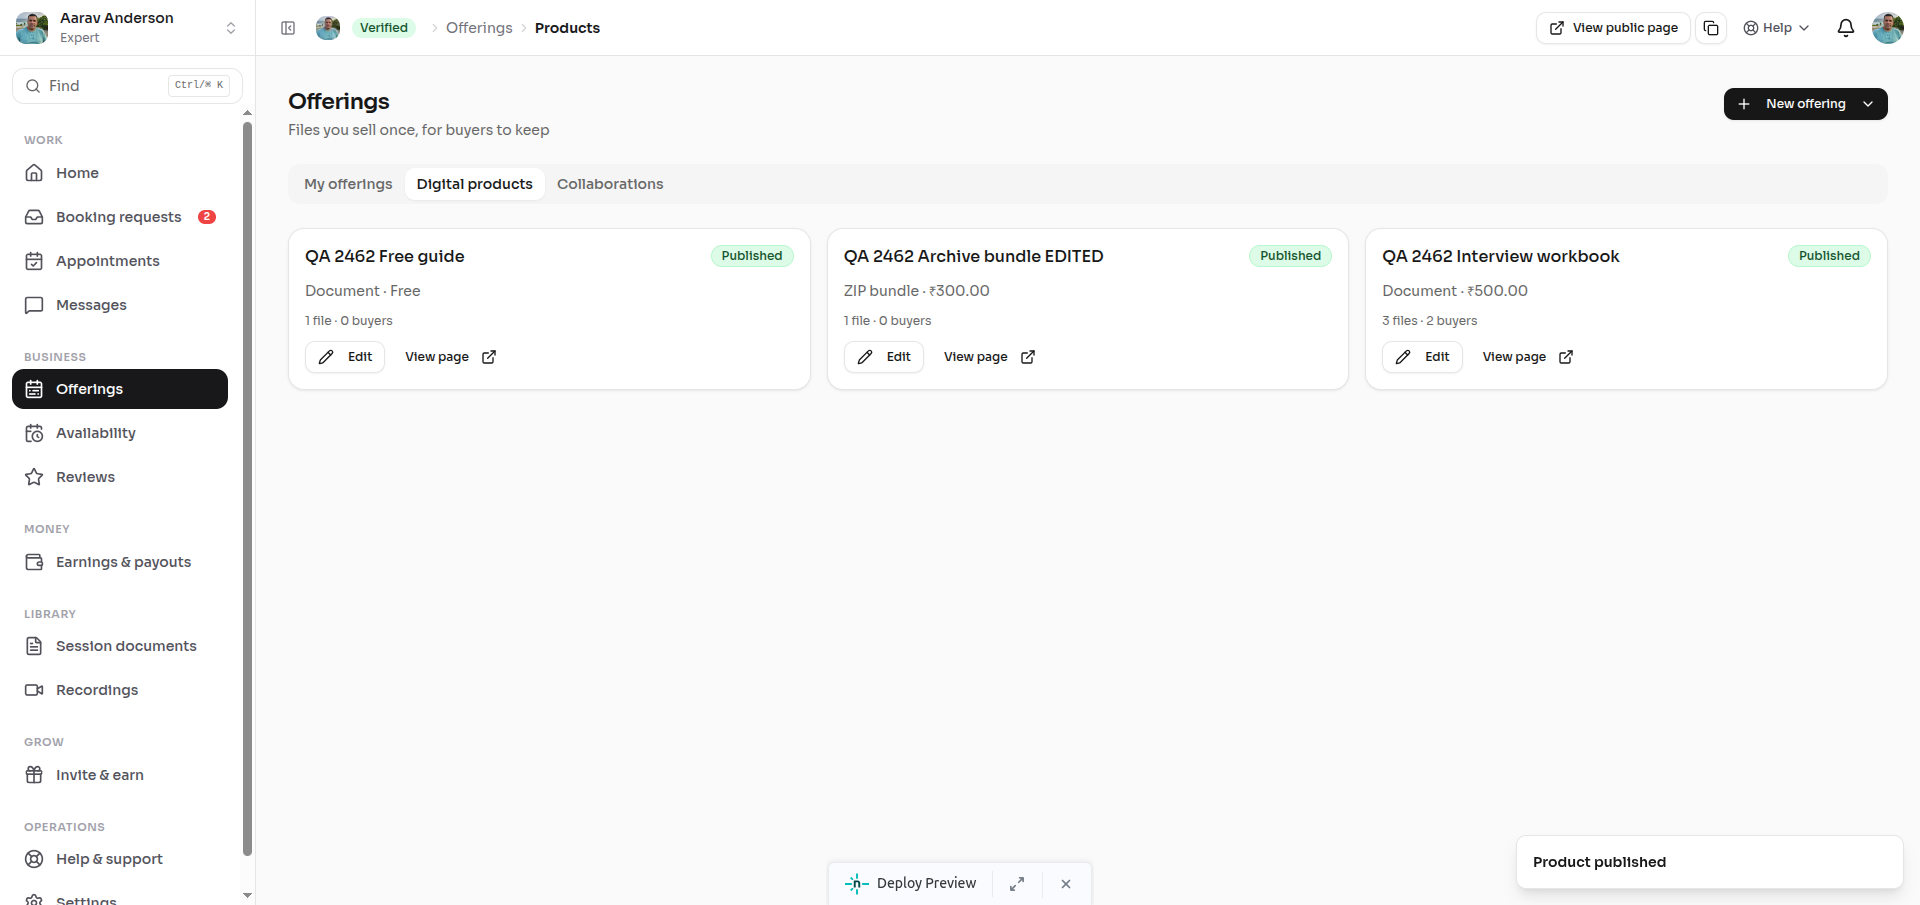 Aarav Anderson
Expert
Verified
Offerings
Products
View public page
Help
Find
Ctrl/⌘ K
WORK
Home
Booking requests
2
Appointments
Messages
BUSINESS
Offerings
Availability
Reviews
MONEY
Earnings & payouts
LIBRARY
Session documents
Recordings
GROW
Invite & earn
OPERATIONS
Help & support
Settings
Offerings
Files you sell once, for buyers to keep
New offering
My offerings
Digital products
Collaborations
QA 2462 Free guide
Published
Document · Free
1 file · 0 buyers
Edit
View page
QA 2462 Archive bundle EDITED
Published
ZIP bundle · ₹300.00
1 file · 0 buyers
Edit
View page
QA 2462 Interview workbook
Published
Document · ₹500.00
3 files · 2 buyers
Edit
View page
Deploy Preview
Product published